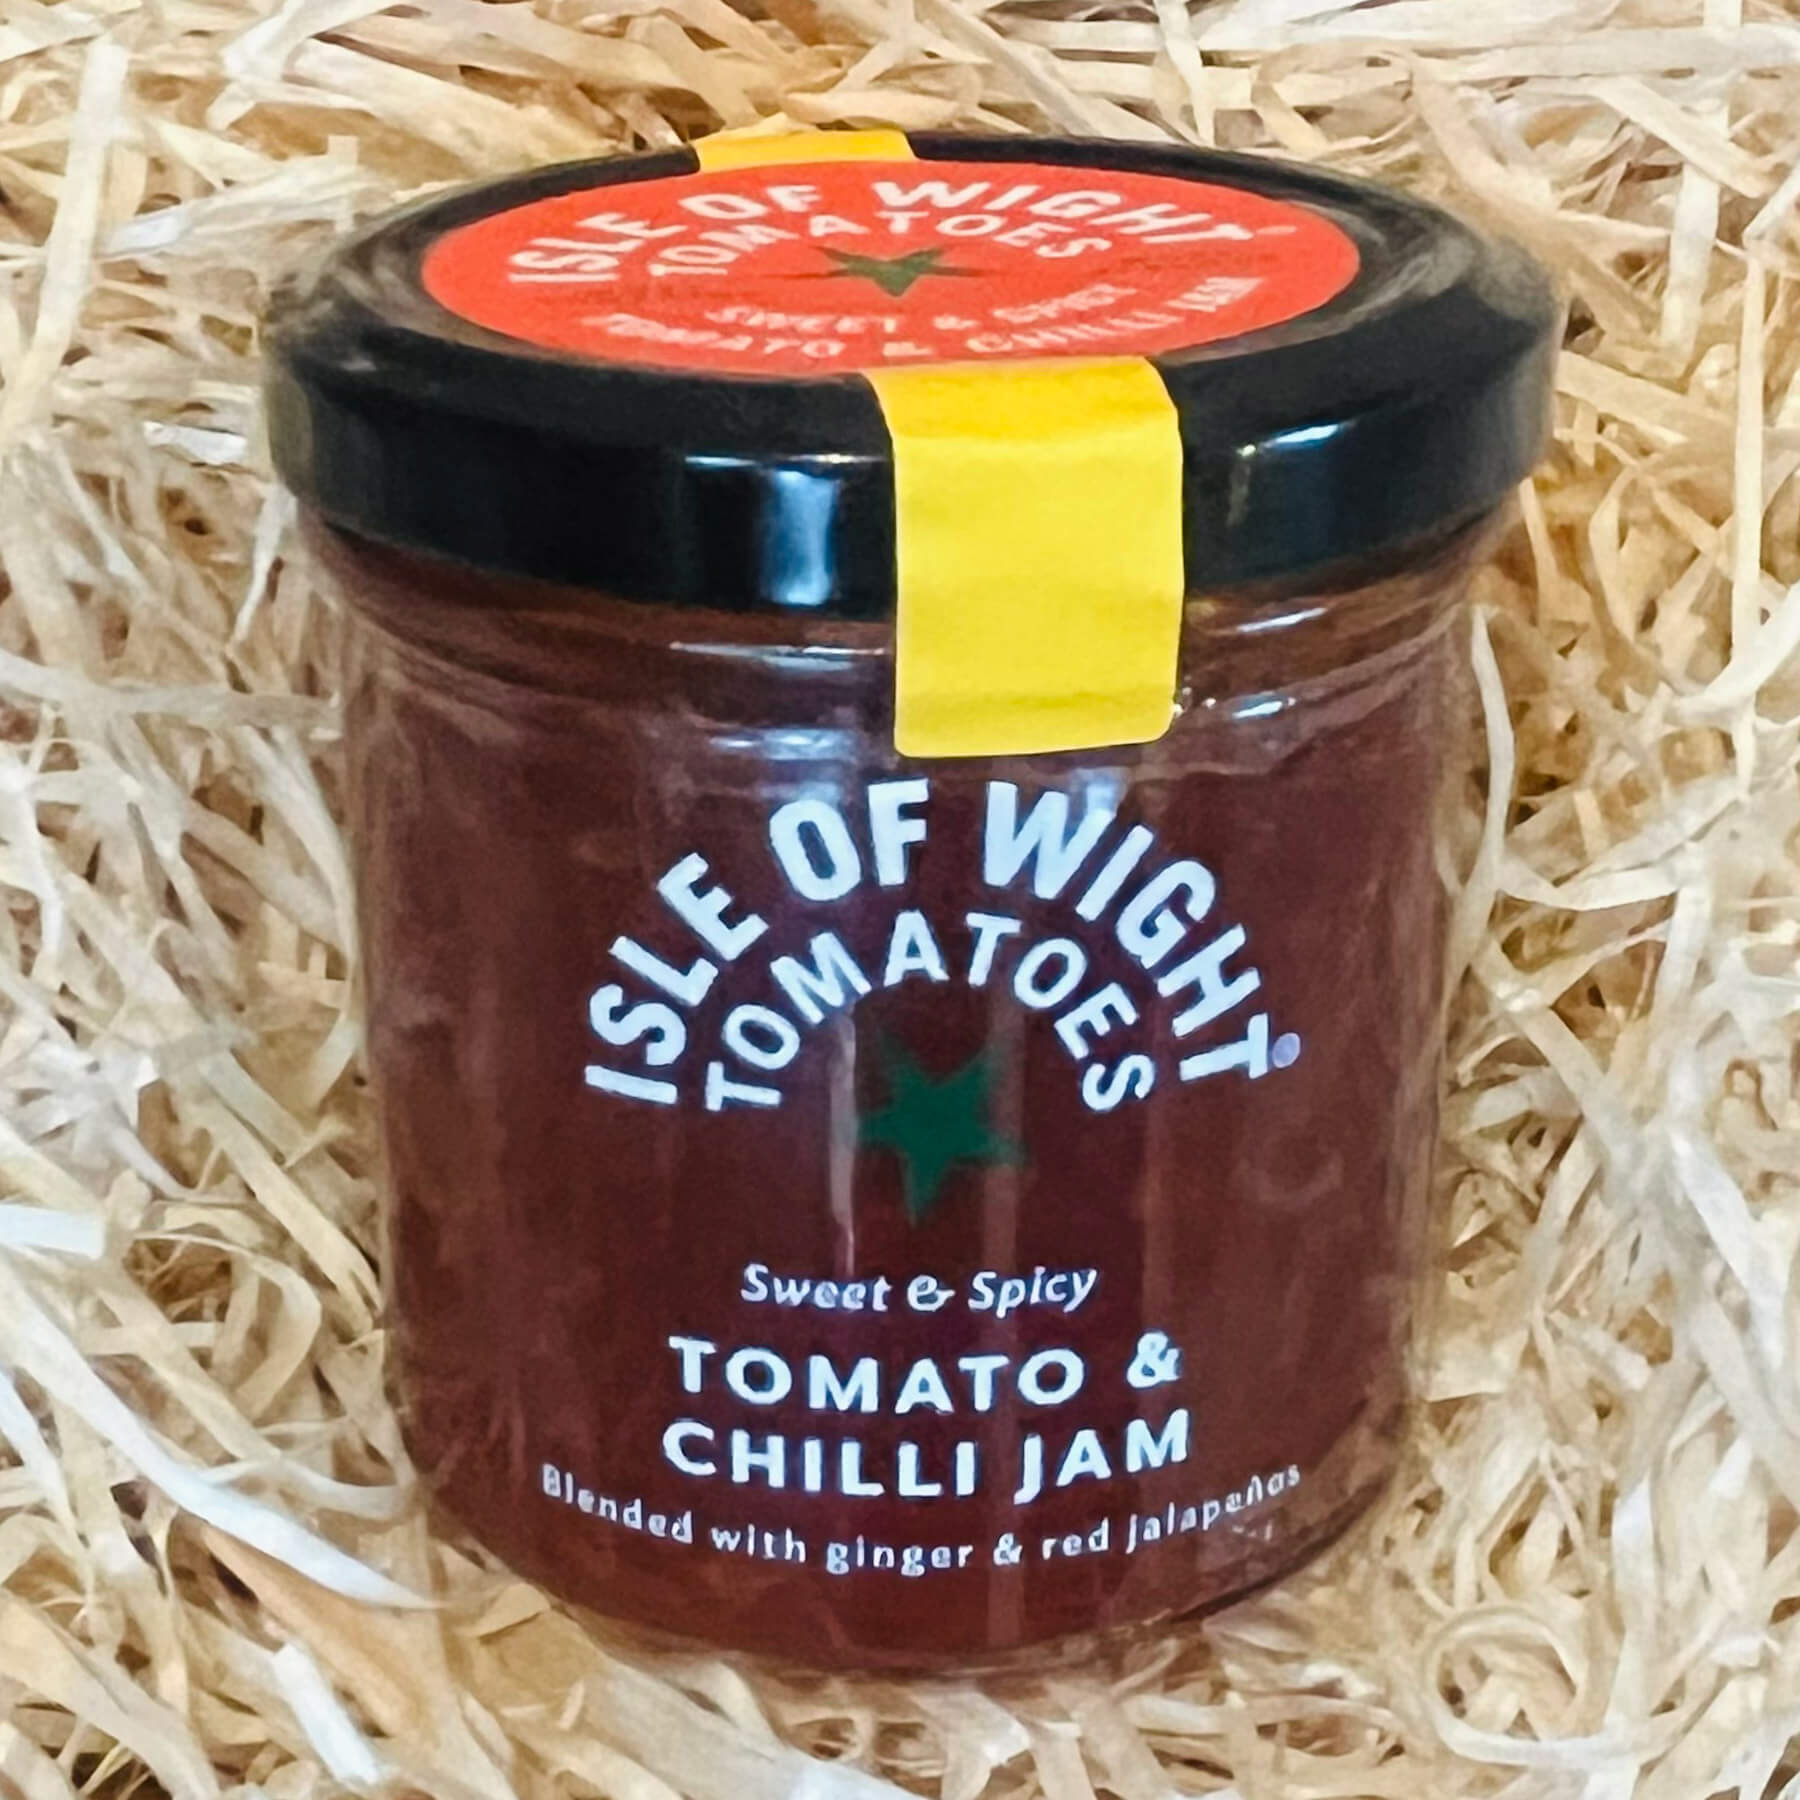 ISLE OF WIGHT
TOMATOES
SWEET & SPICY
TOMATO & CHILLI JAM
ISLE OF WIGHT
TOMATOES
Sweet & Spicy
TOMATO &
CHILLI JAM
Blended with ginger & red jalapeñas